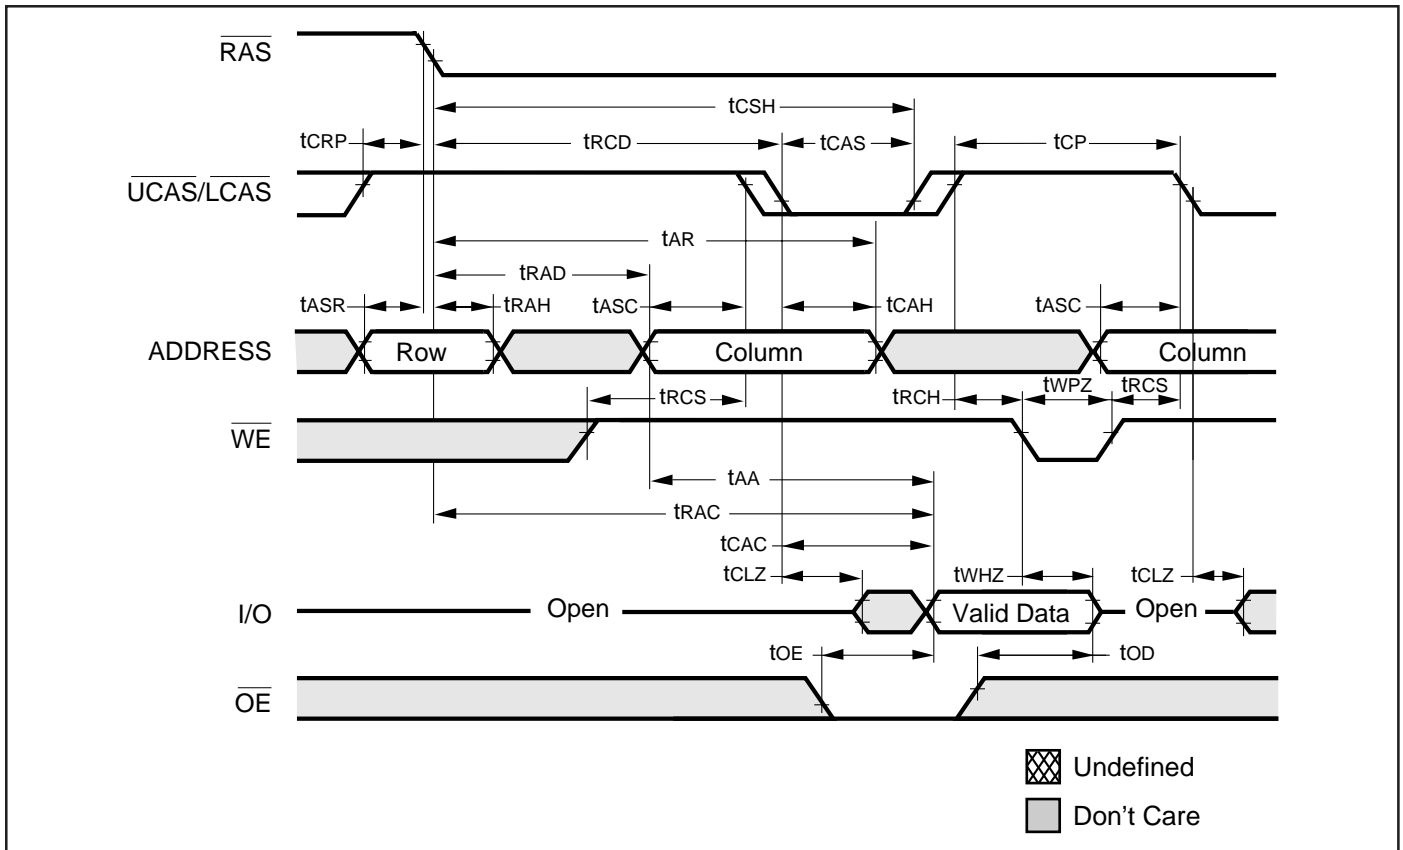 RAS
tCSH
tCRP
tRCD
tCAS
tCP
UCAS/LCAS
tAR
tRAD
tASR
tRAH
tASC
tCAH
tASC
ADDRESS
Row
Column
Column
tRCS
tRCH
tWPZ
tRCS
WE
tAA
tRAC
tCAC
tCLZ
tWHZ
tCLZ
I/O
Open
Valid Data
Open
tOE
tOD
OE
Undefined
Don't Care